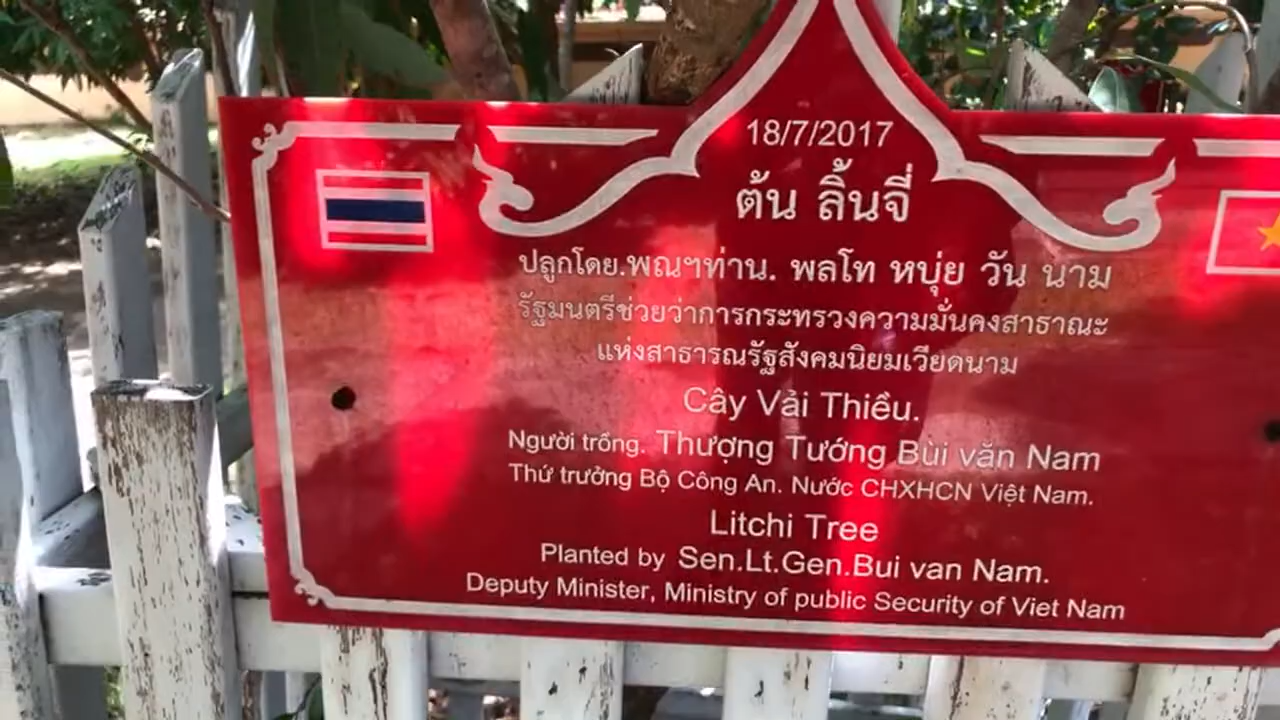 18/7/2017
ต้น ลิ้นจี่
ปลูกโดย.พณฯท่าน. พลโท หบุ่ย วัน นาม
รัฐมนตรีช่วยว่าการกระทรวงความมั่นคงสาธาณะ
แห่งสาธารณรัฐสังคมนิยมเวียดนาม
Cây Vải Thiều.
Người trồng. Thượng Tướng Bùi văn Nam
Thứ trưởng Bộ Công An. Nước CHXHCN Việt Nam.
Litchi Tree
Planted by Sen.Lt.Gen.Bui van Nam.
Deputy Minister, Ministry of public Security of Viet Nam